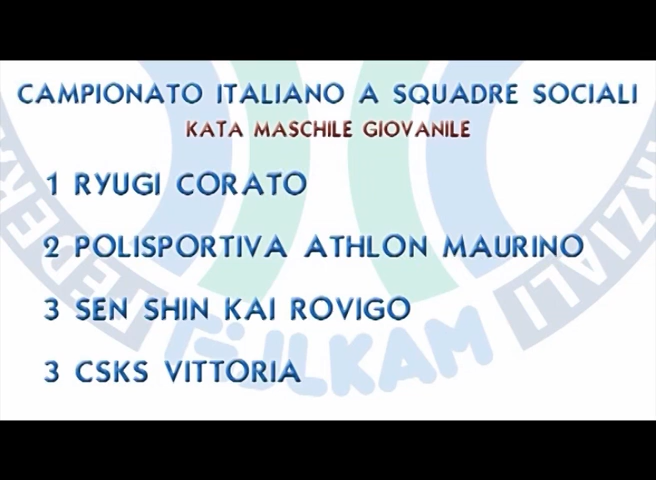 CAMPIONATO ITALIANO A SQUADRE SOCIALI
KATA MASCHILE GIOVANILE
1 RYUGI CORATO
2 POLISPORTIVA ATHLON MAURINO
3 SEN SHIN KAI ROVIGO
3 CSKS VITTORIA
FIJLKAM